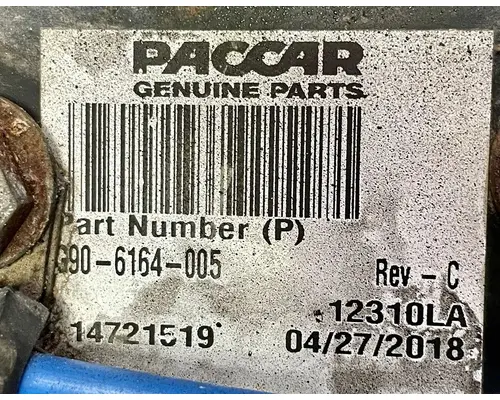 PACCAR
GENUINE PARTS
Part Number (P)
G90-6164-005
Rev - C
12310LA
14721519
04/27/2018